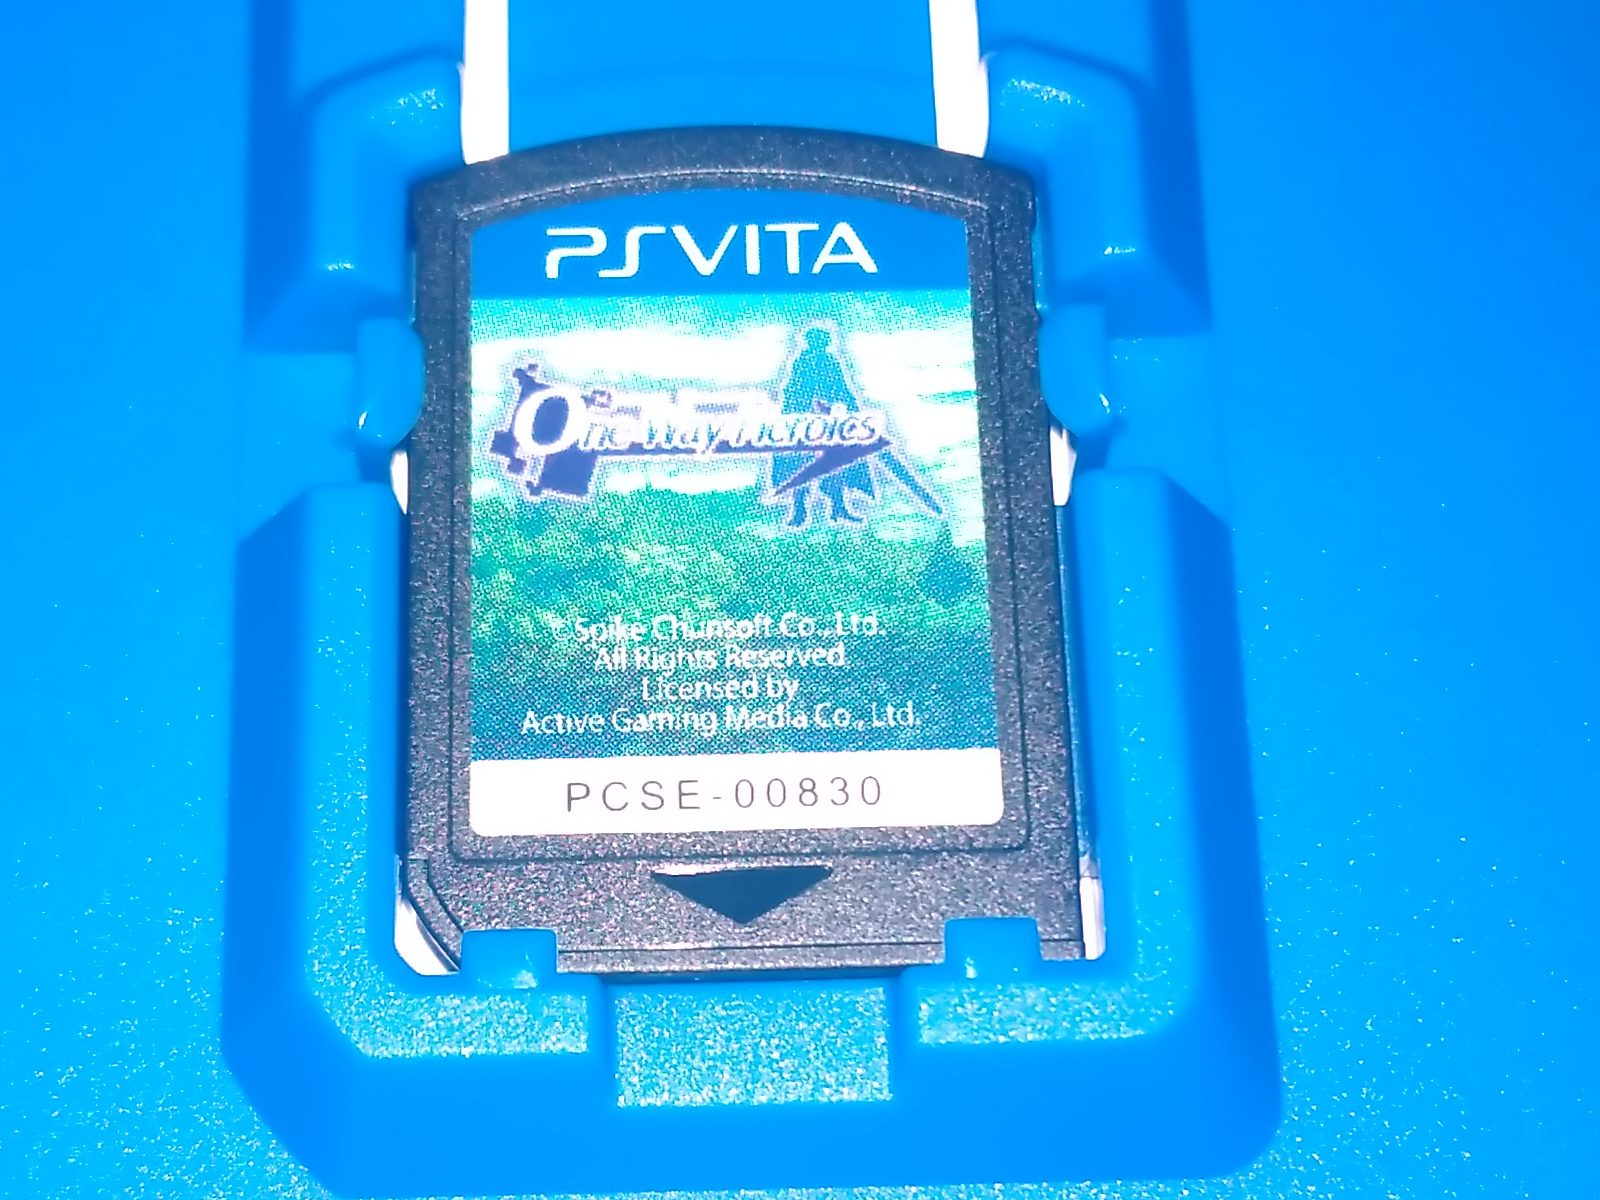 PSVITA
One Way Heroics
©Spike Chunsoft Co., Ltd.
All Rights Reserved
Licensed by
Active Gaming Media Co., Ltd.
PCSE-00830